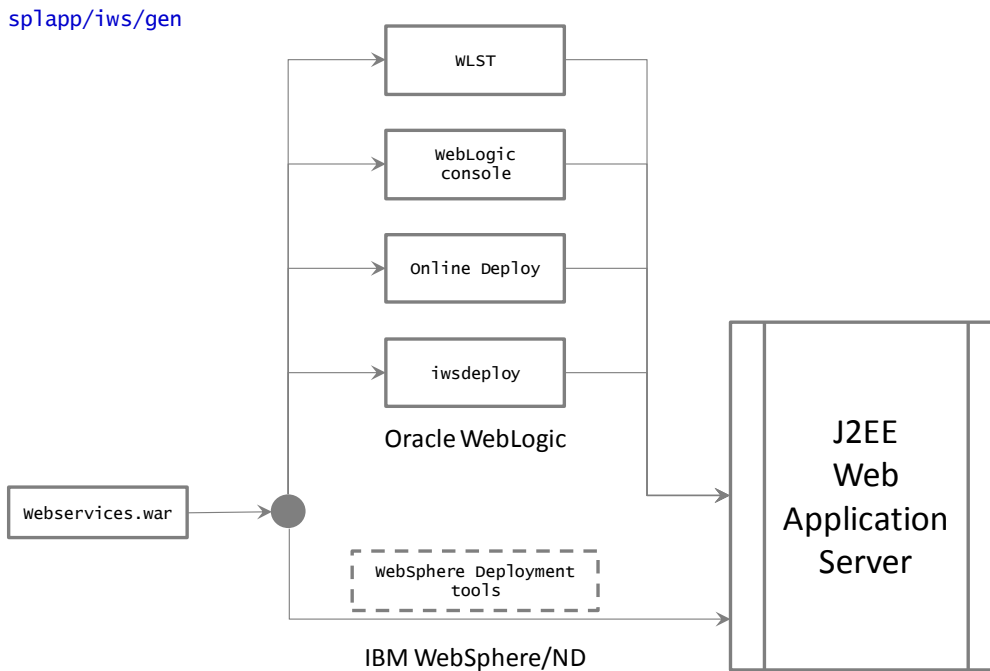 splapp/iws/gen
WLST
WebLogic
console
Online Deploy
iwsdeploy
Oracle WebLogic
J2EE
Web
Application
Server
Webservices.war
WebSphere Deployment
tools
IBM WebSphere/ND